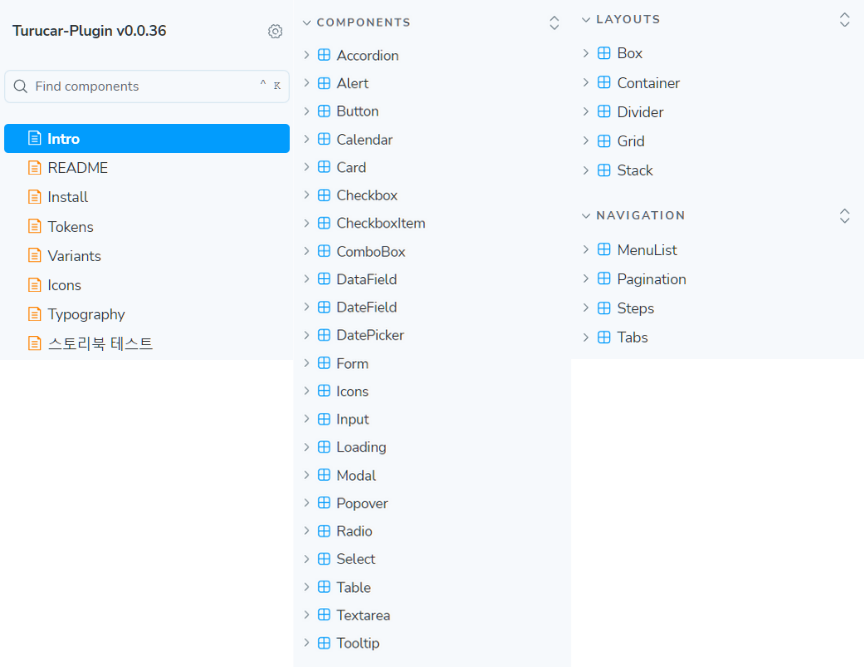 Turucar-Plugin v0.0.36
Find components
^ K
Intro
README
Install
Tokens
Variants
Icons
Typography
스토리북 테스트
COMPONENTS
Accordion
Alert
Button
Calendar
Card
Checkbox
CheckboxItem
ComboBox
DataField
DateField
DatePicker
Form
Icons
Input
Loading
Modal
Popover
Radio
Select
Table
Textarea
Tooltip
LAYOUTS
Box
Container
Divider
Grid
Stack
NAVIGATION
MenuList
Pagination
Steps
Tabs